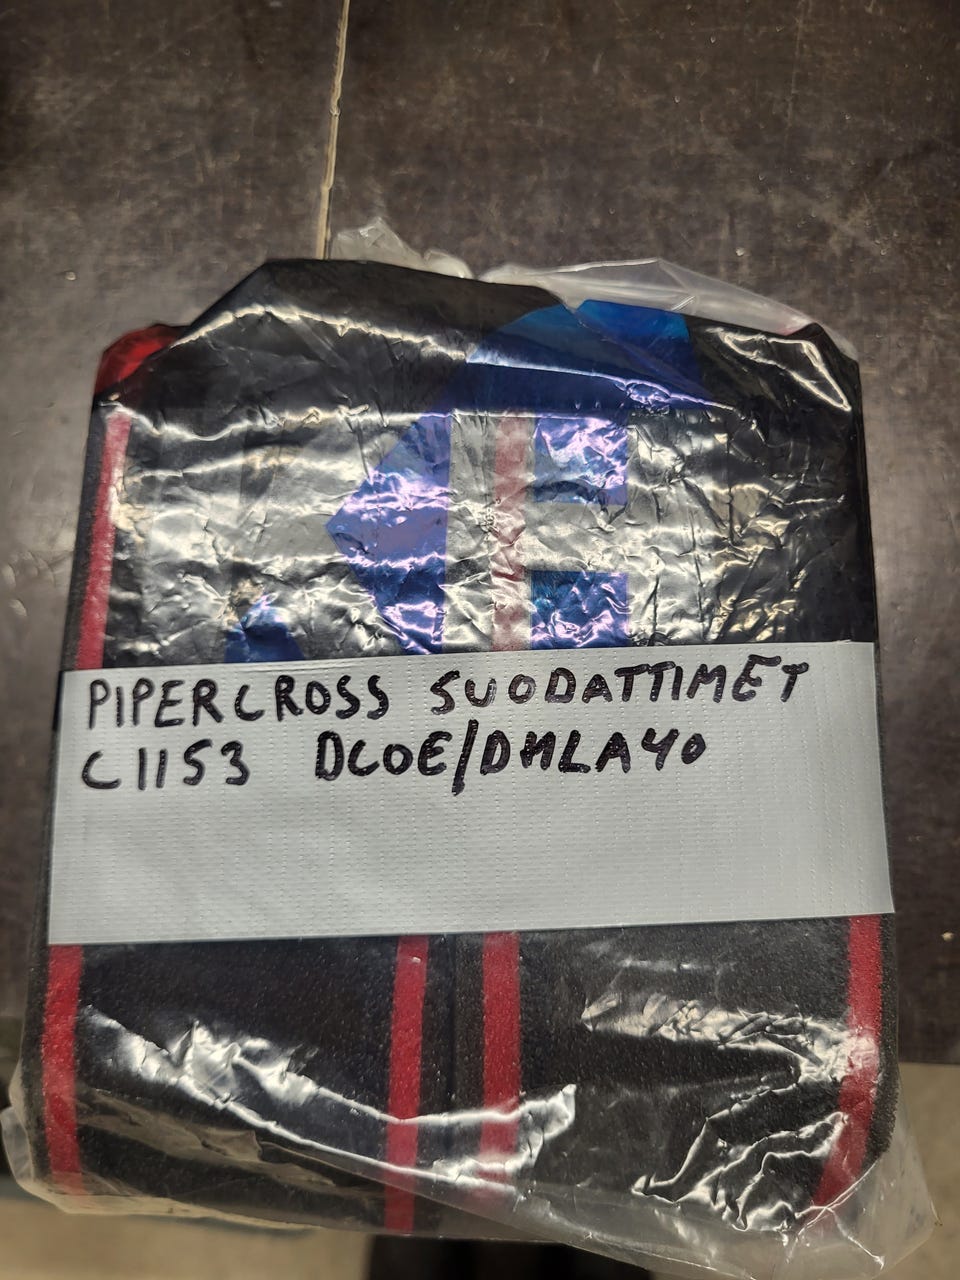 PIPERCROSS SUODATTIMET
C1153 DCOE/DHLA40